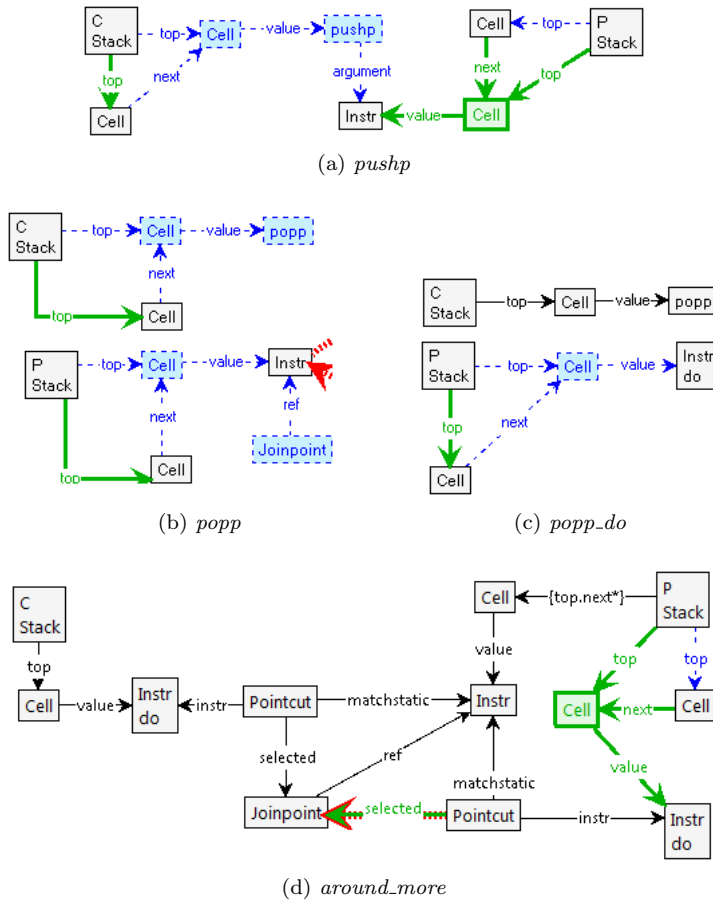 C
Stack
top
Cell
value
pushp
Cell
top
P
Stack
top
next
argument
next
top
Cell
Instr
value
Cell
(a) pushp
C
Stack
top
Cell
value
popp
next
top
Cell
P
Stack
top
Cell
value
Instr
next
ref
Joinpoint
top
Cell
(b) popp
C
Stack
top
Cell
value
popp
P
Stack
top
Cell
value
Instr
do
top
next
Cell
(c) popp_do
C
Stack
top
Cell
value
Instr
do
instr
Pointcut
matchstatic
Instr
Cell
{top.next*}
P
Stack
value
top
top
Cell
next
Cell
selected
ref
matchstatic
value
Joinpoint
selected
Pointcut
instr
Instr
do
(d) around_more